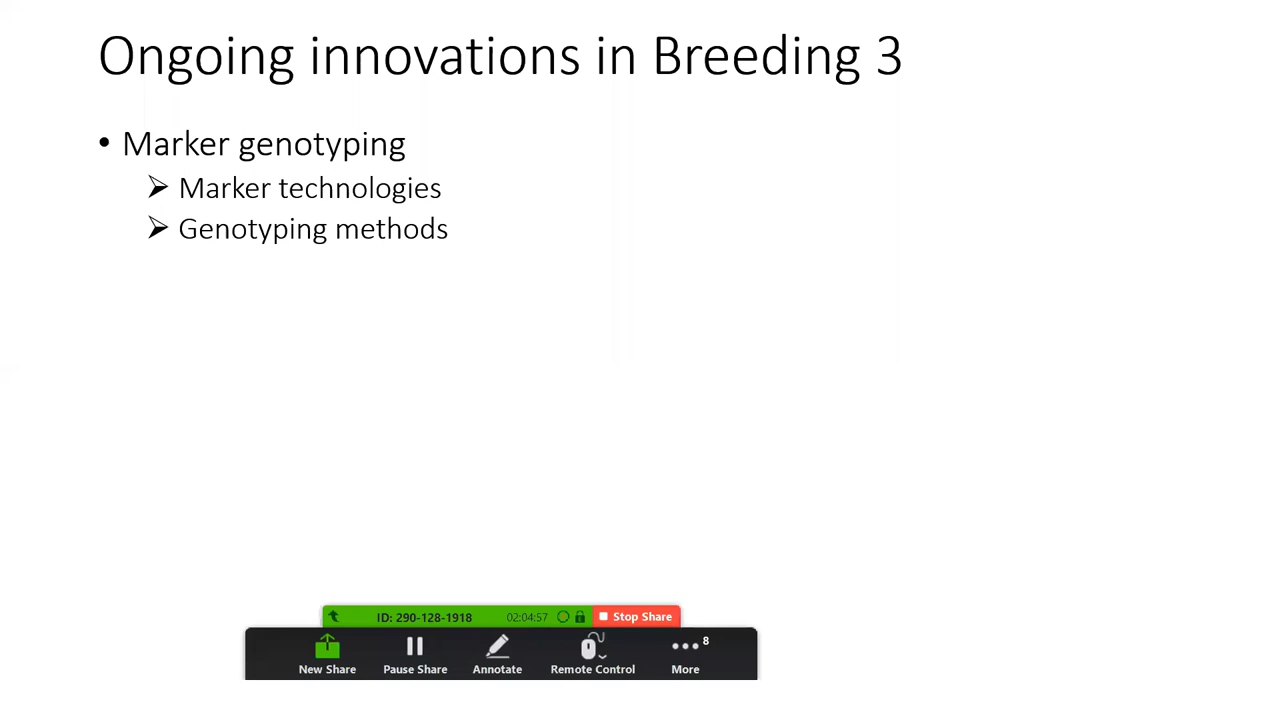 Ongoing innovations in Breeding 3
• Marker genotyping
➢ Marker technologies
➢ Genotyping methods
ID: 290-128-1918 02:04:57 Stop Share
8
New Share Pause Share Annotate Remote Control More